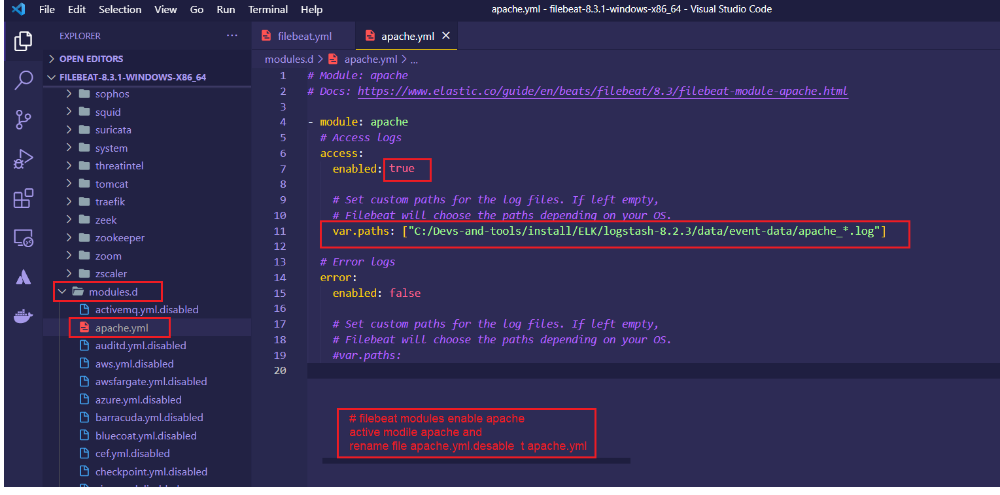 File Edit Selection View Go Run Terminal Help
apache.yml - filebeat-8.3.1-windows-x86_64 - Visual Studio Code
EXPLORER ...
OPEN EDITORS
FILEBEAT-8.3.1-WINDOWS-X86_64
sophos
squid
suricata
system
threatintel
tomcat
traefik
zeek
zookeeper
zoom
zscaler
modules.d
activemq.yml.disabled
apache.yml
auditd.yml.disabled
aws.yml.disabled
awsfargate.yml.disabled
azure.yml.disabled
barracuda.yml.disabled
bluecoat.yml.disabled
cef.yml.disabled
checkpoint.yml.disabled
filebeat.yml
apache.yml
modules.d > apache.yml > ...
1 # Module: apache
2 # Docs: https://www.elastic.co/guide/en/beats/filebeat/8.3/filebeat-module-apache.html
3
4 - module: apache
5 # Access logs
6 access:
7 enabled: true
8
9 # Set custom paths for the log files. If left empty,
10 # Filebeat will choose the paths depending on your OS.
11 var.paths: ["C:/Devs-and-tools/install/ELK/logstash-8.2.3/data/event-data/apache_*.log"]
12
13 # Error logs
14 error:
15 enabled: false
16
17 # Set custom paths for the log files. If left empty,
18 # Filebeat will choose the paths depending on your OS.
19 #var.paths:
20
# filebeat modules enable apache
active modile apache and
rename file apache.yml.desable t apache.yml